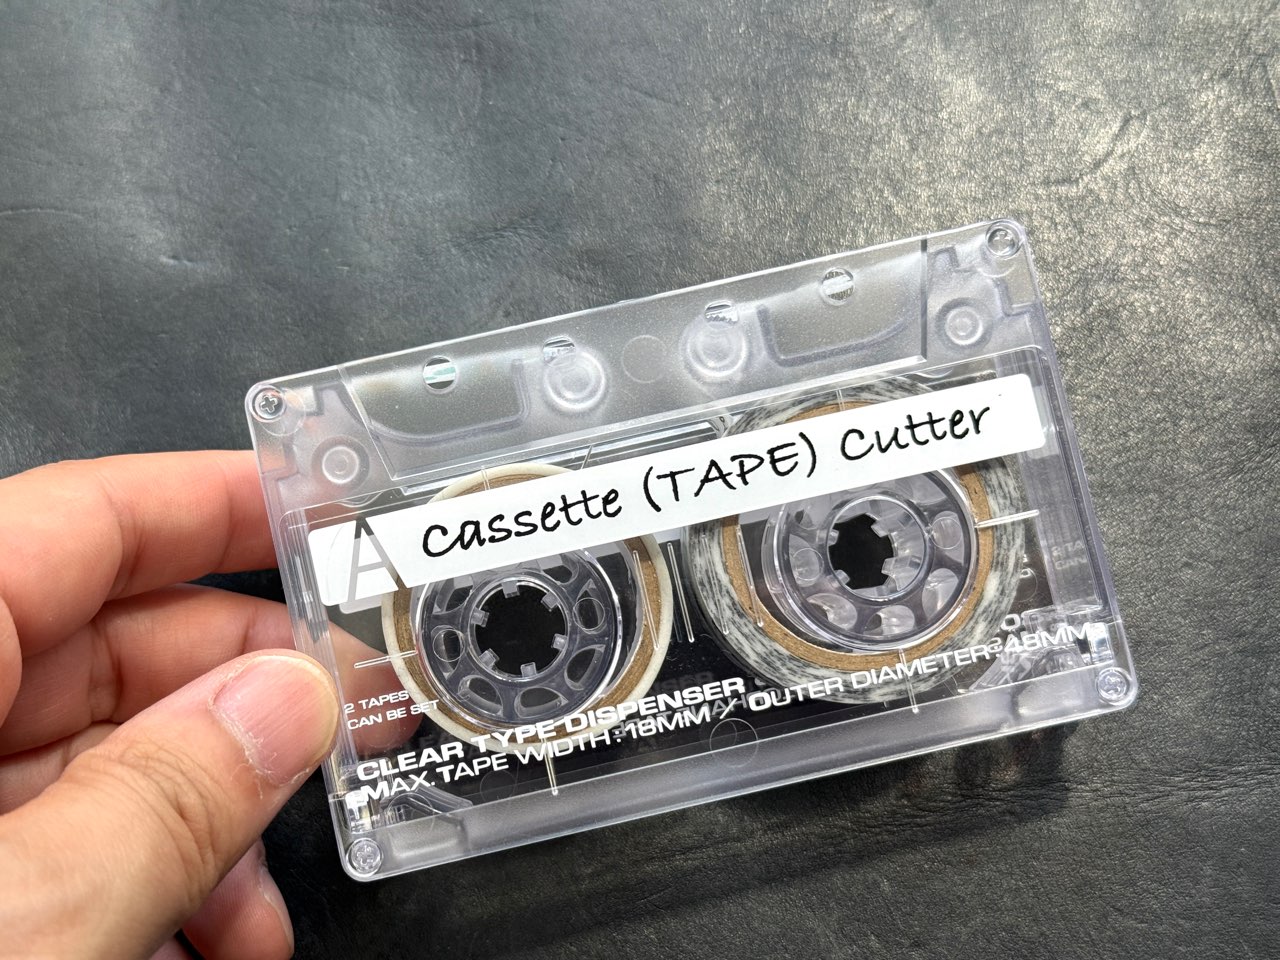 A Cassette (TAPE) Cutter
2 TAPES
CAN BE SET
CLEAR TYPE DISPENSER
MAX. TAPE WIDTH:18MM / OUTER DIAMETER:48MM